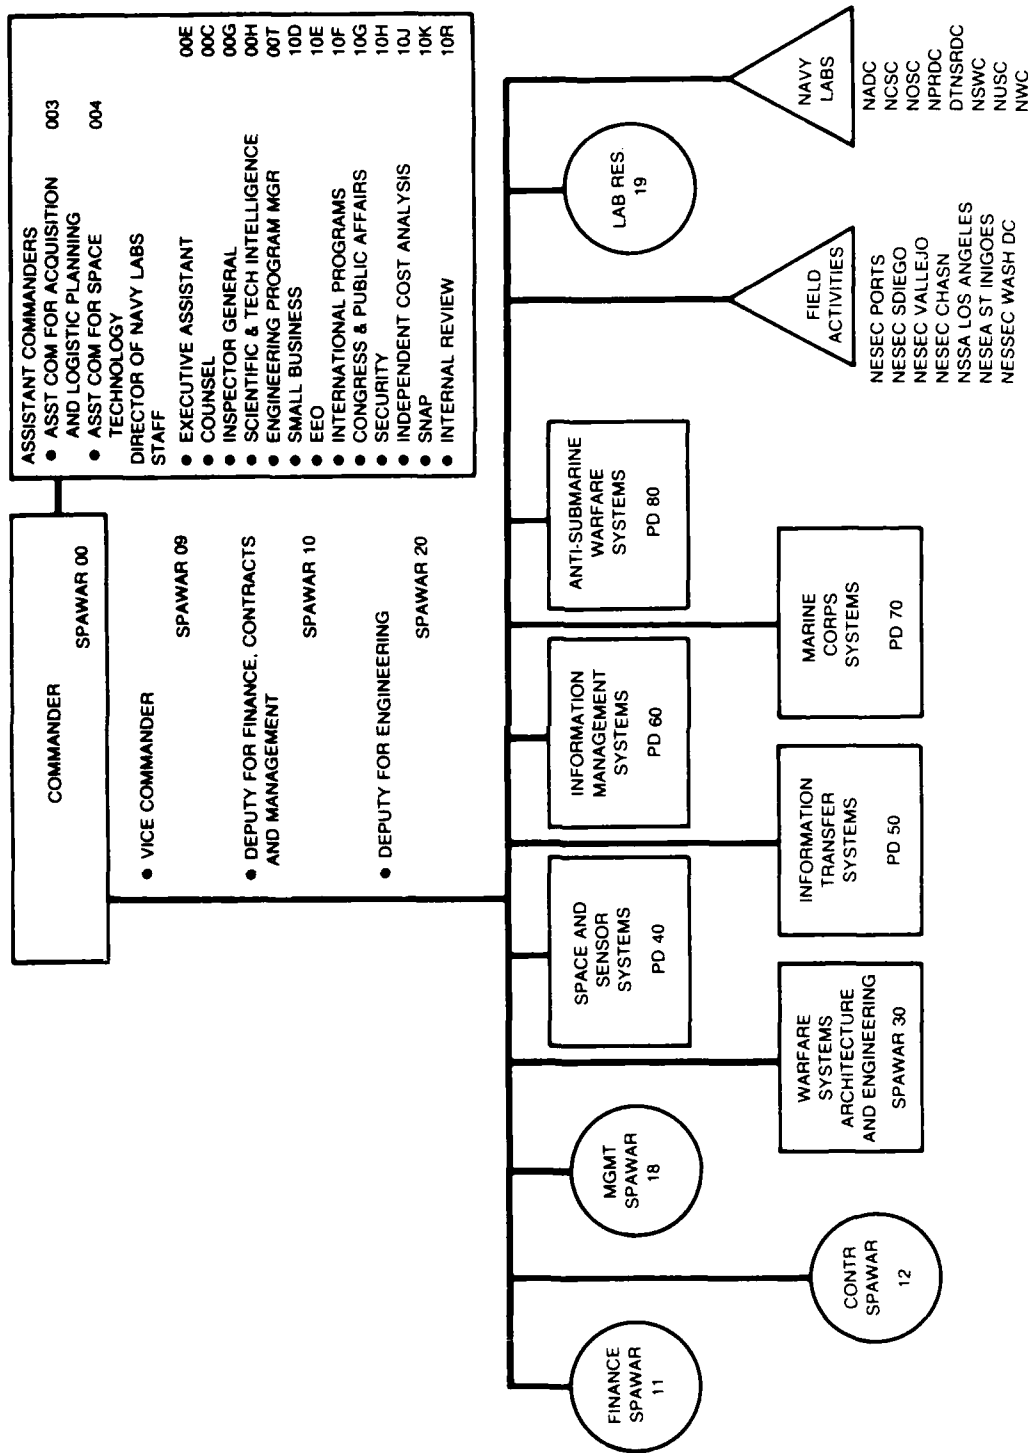 COMMANDER
SPAWAR 00
● VICE COMMANDER
SPAWAR 09
● DEPUTY FOR FINANCE, CONTRACTS
AND MANAGEMENT
SPAWAR 10
● DEPUTY FOR ENGINEERING
SPAWAR 20
ASSISTANT COMMANDERS
● ASST COM FOR ACQUISITION 003
AND LOGISTIC PLANNING
● ASST COM FOR SPACE 004
TECHNOLOGY
DIRECTOR OF NAVY LABS
STAFF
● EXECUTIVE ASSISTANT 00E
● COUNSEL 00C
● INSPECTOR GENERAL 00G
● SCIENTIFIC & TECH INTELLIGENCE 00H
● ENGINEERING PROGRAM MGR 00T
● SMALL BUSINESS 10D
● EEO 10E
● INTERNATIONAL PROGRAMS 10F
● CONGRESS & PUBLIC AFFAIRS 10G
● SECURITY 10H
● INDEPENDENT COST ANALYSIS 10J
● SNAP 10K
● INTERNAL REVIEW 10R
FINANCE
SPAWAR
11
CONTR
SPAWAR
12
MGMT
SPAWAR
18
WARFARE
SYSTEMS
ARCHITECTURE
AND ENGINEERING
SPAWAR 30
SPACE AND
SENSOR
SYSTEMS
PD 40
INFORMATION
TRANSFER
SYSTEMS
PD 50
INFORMATION
MANAGEMENT
SYSTEMS
PD 60
MARINE
CORPS
SYSTEMS
PD 70
ANTI-SUBMARINE
WARFARE
SYSTEMS
PD 80
FIELD
ACTIVITIES
NESEC PORTS
NESEC SDIEGO
NESEC VALLEJO
NESEC CHASN
NSSA LOS ANGELES
NESEA ST INIGOES
NESSEC WASH DC
LAB RES.
19
NAVY
LABS
NADC
NCSC
NOSC
NPRDC
DTNSRDC
NSWC
NUSC
NWC